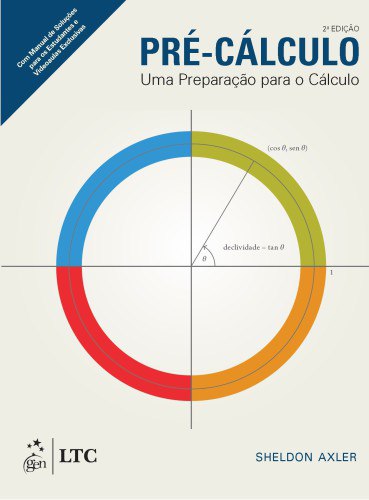 Com Manual de Soluções
para os Estudantes e
Videoaulas Exclusivas
2ª EDIÇÃO
PRÉ-CÁLCULO
Uma Preparação para o Cálculo
(cos θ, sen θ)
declividade = tan θ
θ
1
gen
LTC
SHELDON AXLER